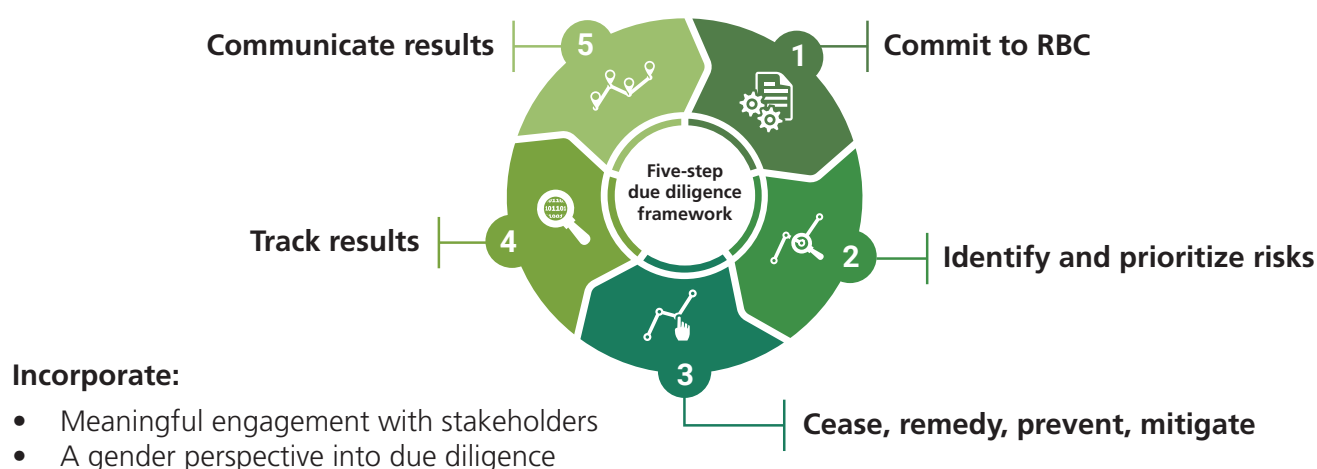 Five-step
due diligence
framework
1
Commit to RBC
2
Identify and prioritize risks
3
Cease, remedy, prevent, mitigate
4
Track results
5
Communicate results
Incorporate:
• Meaningful engagement with stakeholders
• A gender perspective into due diligence